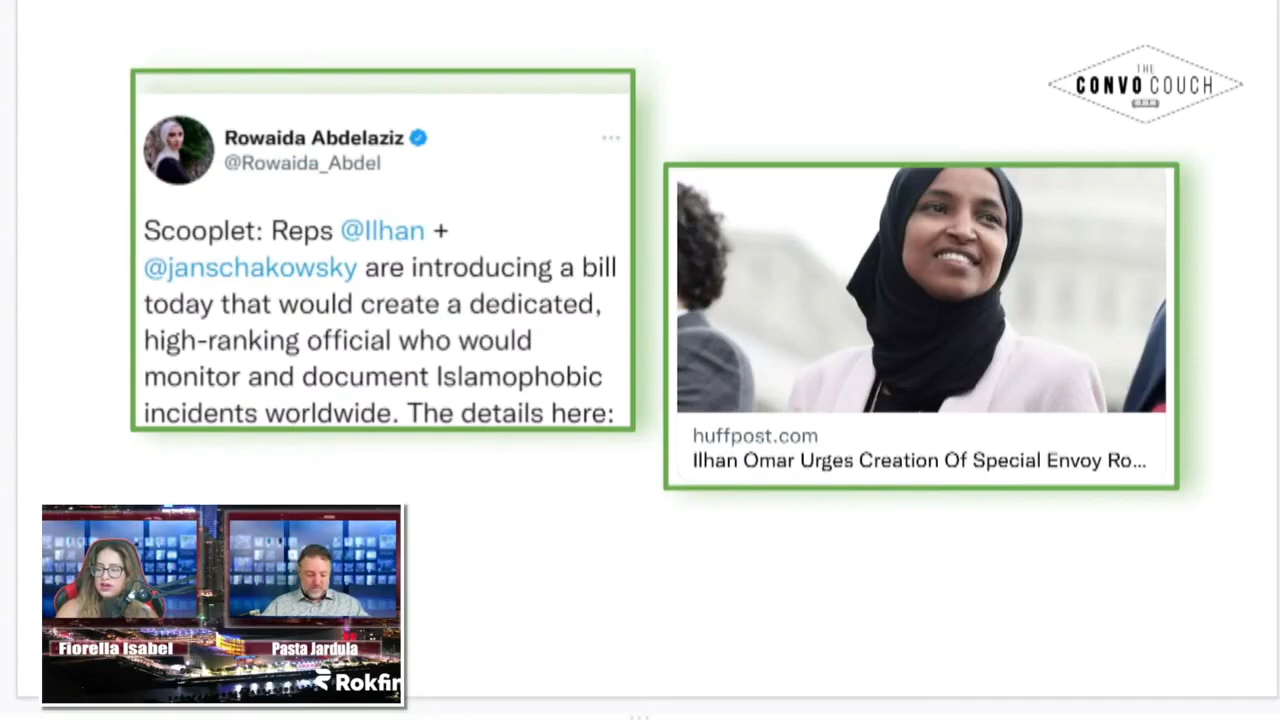 THE
CONVO COUCH
Rowaida Abdelaziz
@Rowaida_Abdel
Scooplet: Reps @Ilhan +
@janschakowsky are introducing a bill
today that would create a dedicated,
high-ranking official who would
monitor and document Islamophobic
incidents worldwide. The details here:
huffpost.com
Ilhan Omar Urges Creation Of Special Envoy Ro...
Fiorella Isabel
Pasta Jardula
Rokfin